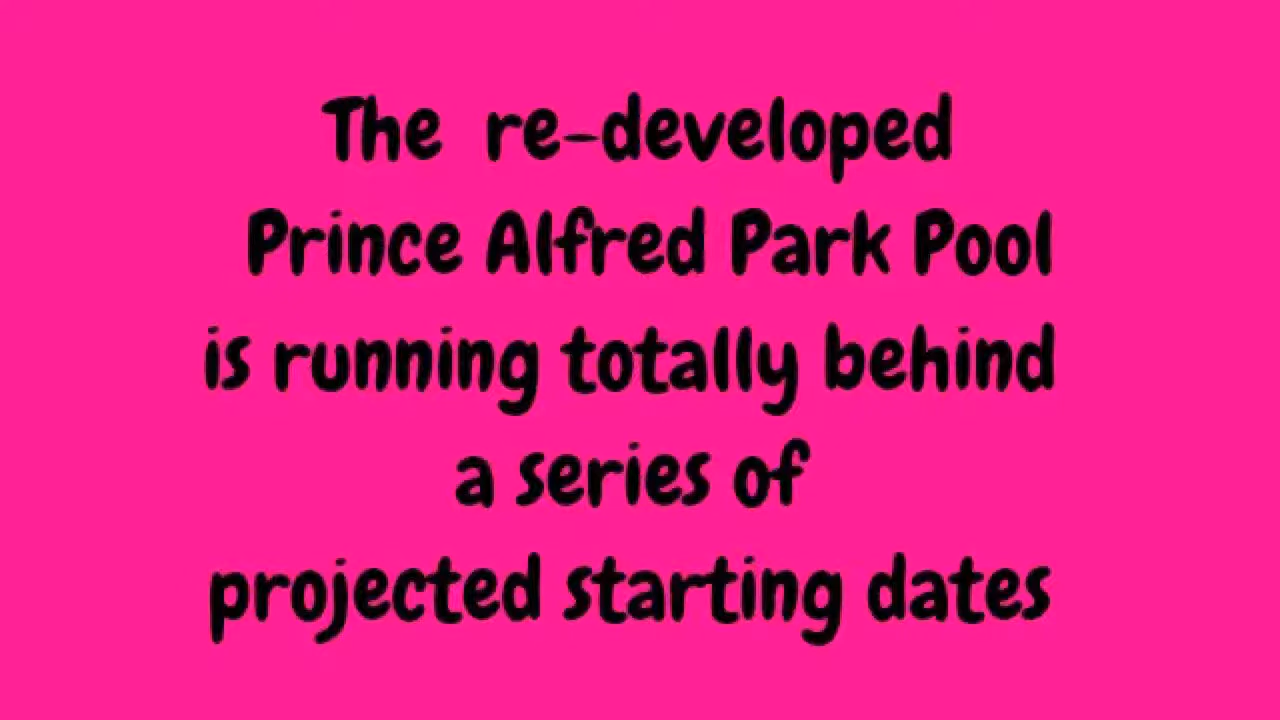 The re-developed
Prince Alfred Park Pool
is running totally behind
a series of
projected starting dates